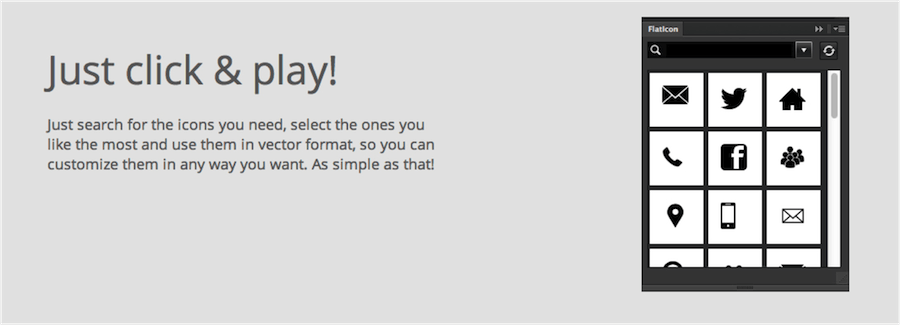 Just click & play!
Just search for the icons you need, select the ones you
like the most and use them in vector format, so you can
customize them in any way you want. As simple as that!
FlatIcon